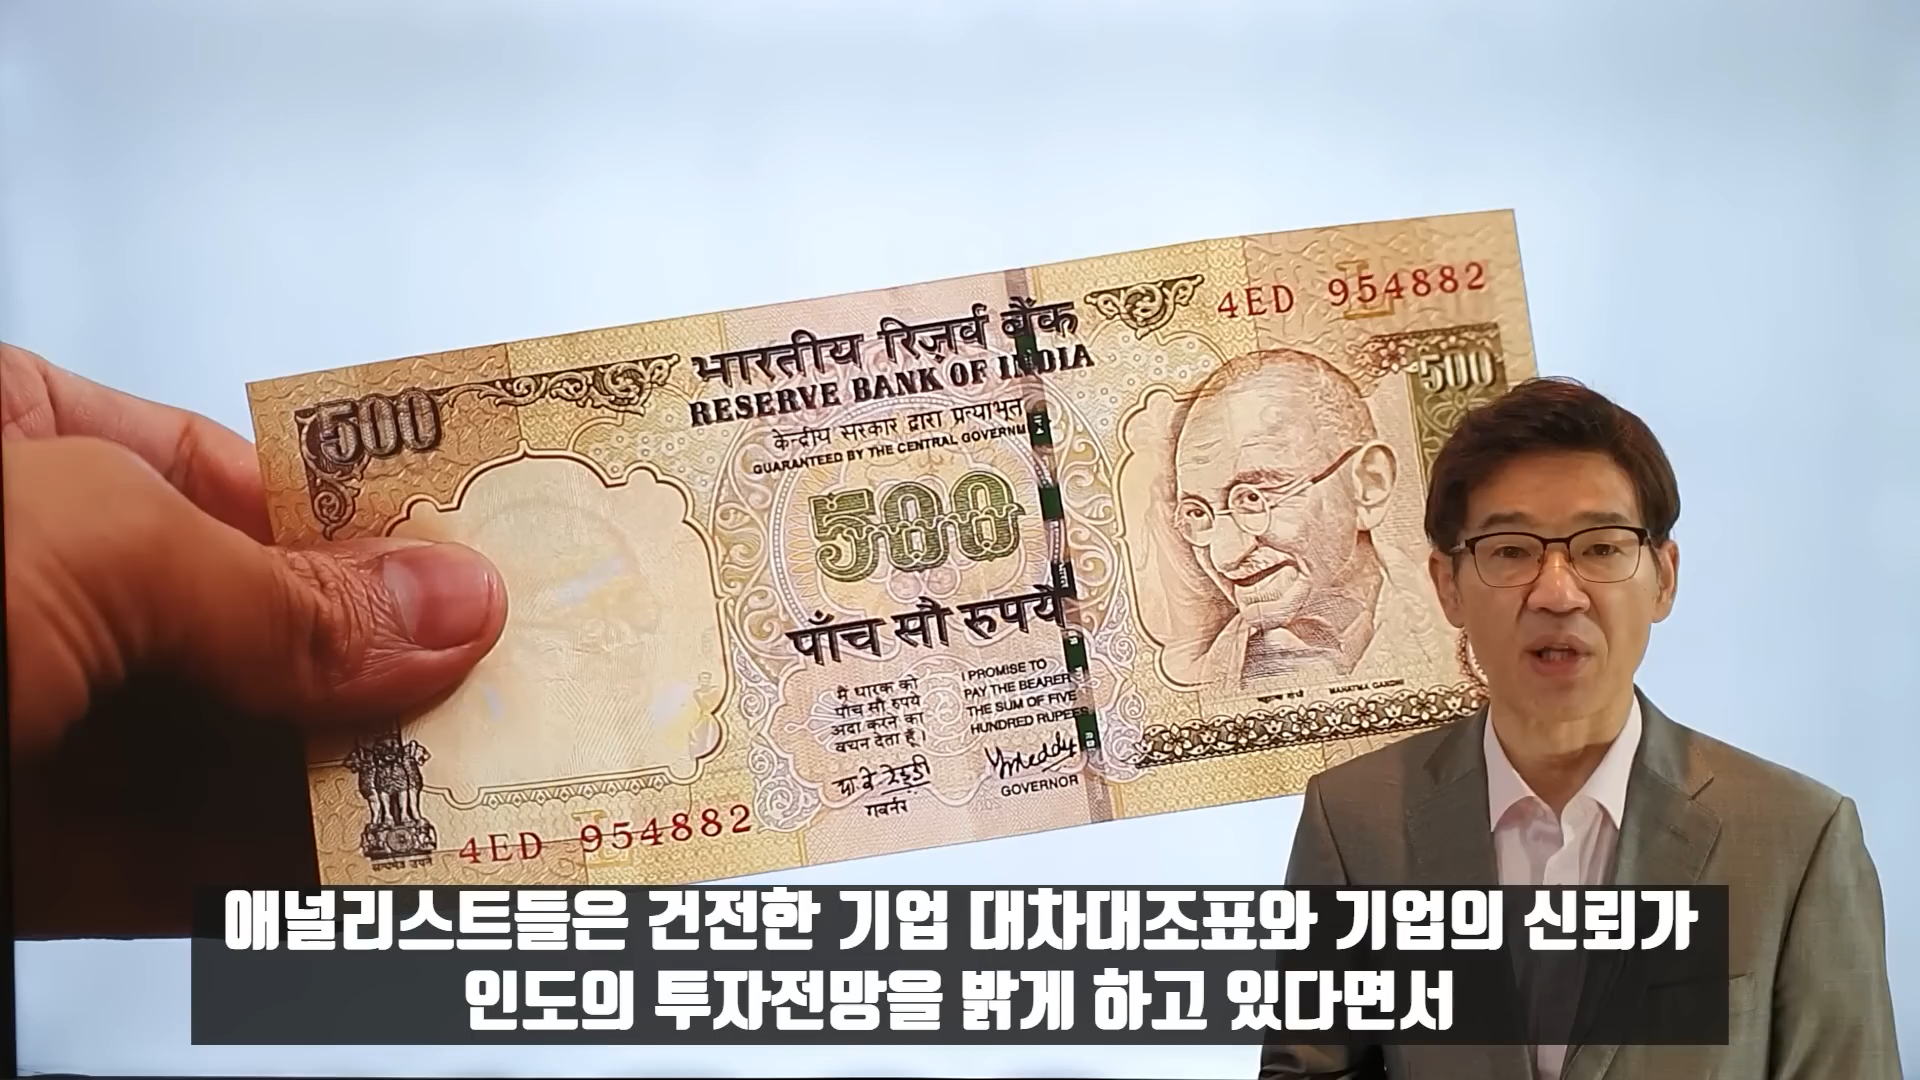 4ED 954882
भारतीय रिज़र्व बैंक
RESERVE BANK OF INDIA
500
500
केन्द्रीय सरकार द्वारा प्रत्याभूत
GUARANTEED BY THE CENTRAL GOVERNM
500
पाँच सौ रुपये
मैं धारक को
पाँच सौ रुपये
अदा करने का
वचन देता हूँ।
I PROMISE TO
PAY THE BEARER
THE SUM OF FIVE
HUNDRED RUPEES
महात्मा गांधी
MAHATMA GANDHI
गवर्नर
GOVERNOR
4ED 954882
애널리스트들은 건전한 기업 대차대조표와 기업의 신뢰가
인도의 투자전망을 밝게 하고 있다면서